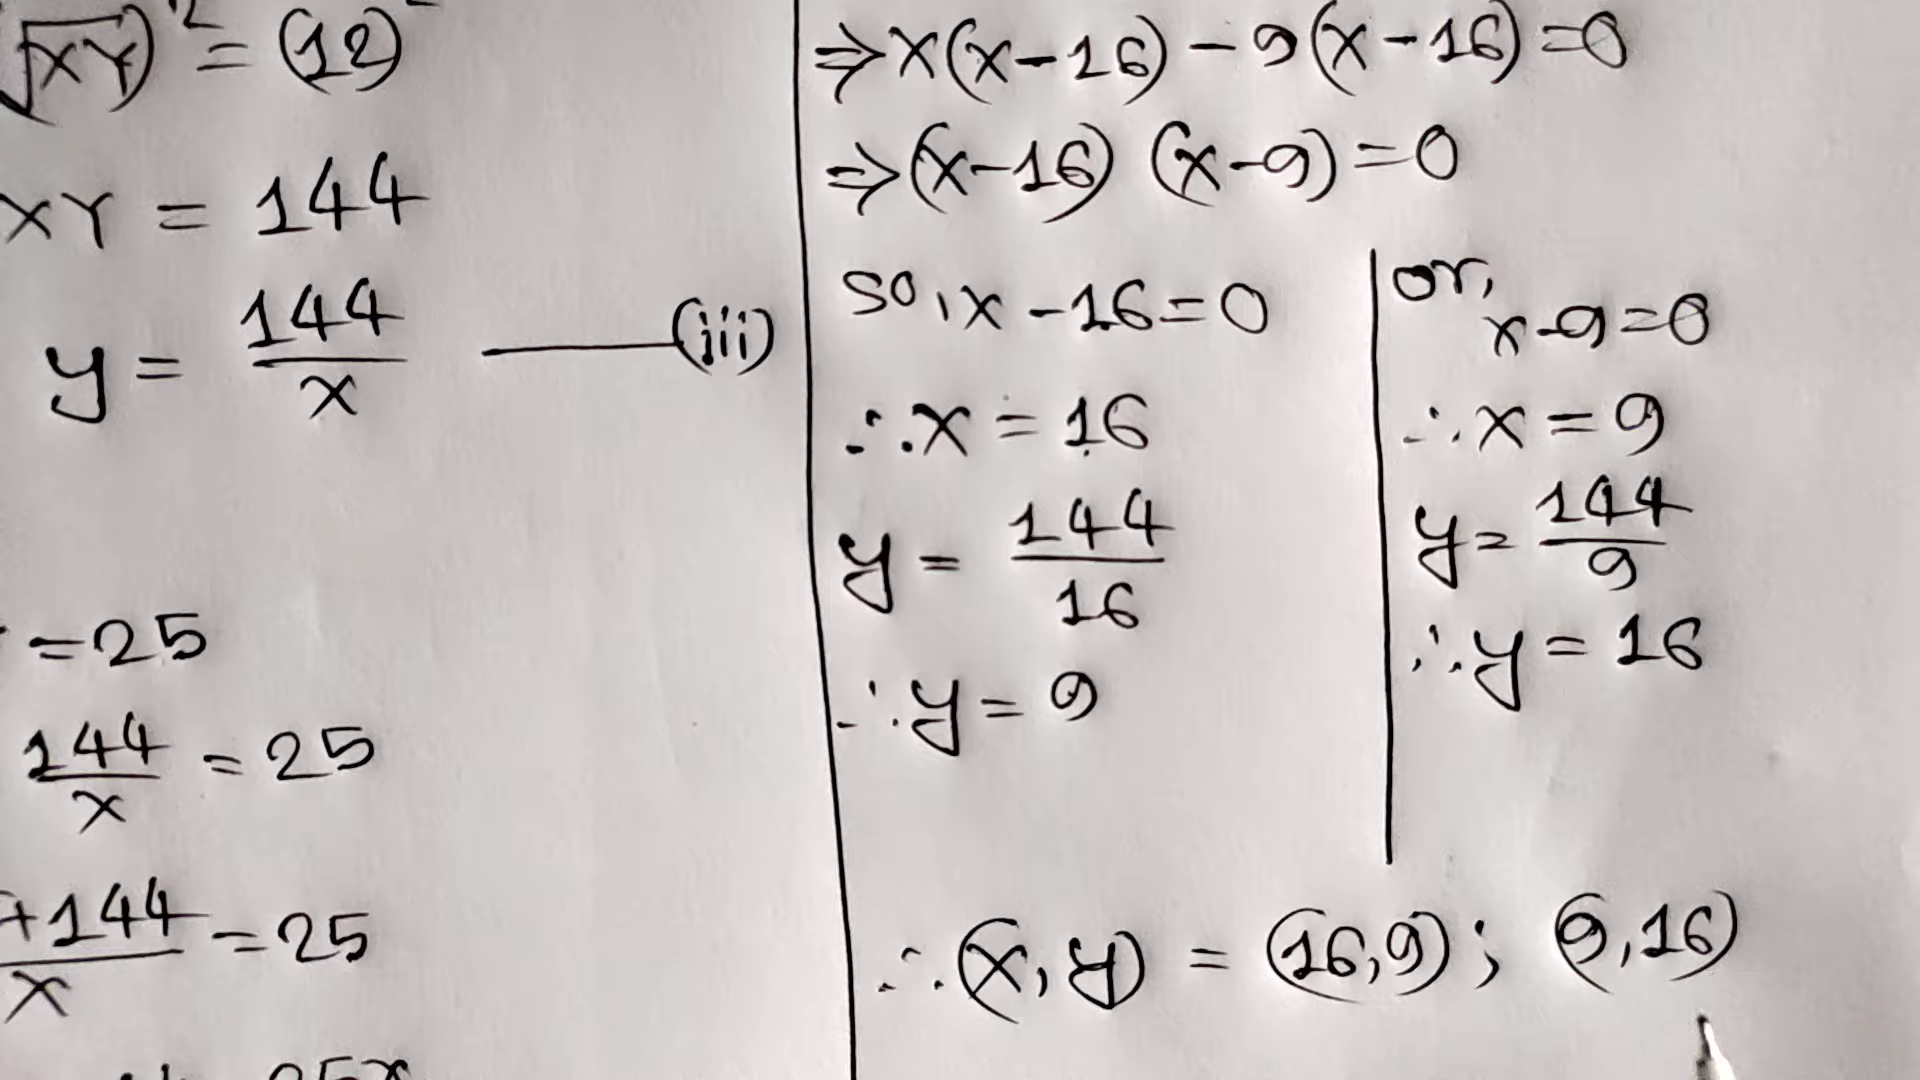 √XY)² = (12)²
XY = 144
y = 144/x ——(iii)
= 25
144/x = 25
+144/x = 25
25x
⇒ x(x-16) - 9(x-16) = 0
⇒ (x-16) (x-9) = 0
so, x - 16 = 0
∴ x = 16
y = 144/16
∴ y = 9
or, x-9 = 0
∴ x = 9
y = 144/9
∴ y = 16
∴ (x, y) = (16,9) ; (9,16)